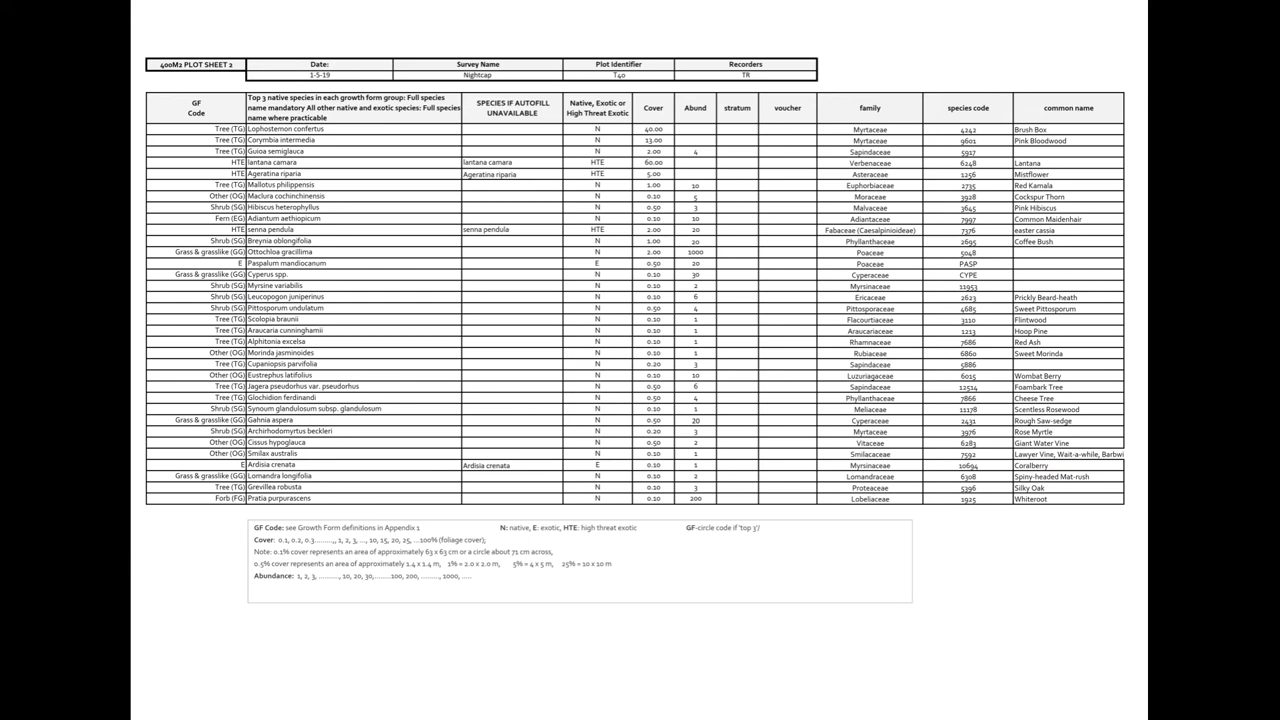 400M2 PLOT SHEET 2 Date: Survey Name Plot Identifier Recorders
1-5-19 Nightcap T40 TR
GF Code Top 3 native species in each growth form group: Full species name mandatory All other native and exotic species: Full species name where practicable SPECIES IF AUTOFILL UNAVAILABLE Native, Exotic or High Threat Exotic Cover Abund stratum voucher family species code common name
Tree (TG) Lophostemon confertus N 40.00 Myrtaceae 4242 Brush Box
Tree (TG) Corymbia intermedia N 13.00 Myrtaceae 9601 Pink Bloodwood
Tree (TG) Guioa semiglauca N 2.00 4 Sapindaceae 5917
HTE lantana camara lantana camara HTE 60.00 Verbenaceae 6248 Lantana
HTE Ageratina riparia Ageratina riparia HTE 5.00 Asteraceae 1256 Mistflower
Tree (TG) Mallotus philippensis N 1.00 10 Euphorbiaceae 2735 Red Kamala
Other (OG) Maclura cochinchinensis N 0.10 5 Moraceae 3928 Cockspur Thorn
Shrub (SG) Hibiscus heterophyllus N 0.50 3 Malvaceae 3645 Pink Hibiscus
Fern (EG) Adiantum aethiopicum N 0.10 10 Adiantaceae 7997 Common Maidenhair
HTE senna pendula senna pendula HTE 2.00 20 Fabaceae (Caesalpinioideae) 7376 easter cassia
Shrub (SG) Breynia oblongifolia N 1.00 20 Phyllanthaceae 2695 Coffee Bush
Grass & grasslike (GG) Ottochloa gracillima N 2.00 1000 Poaceae 5048
E Paspalum mandiocanum E 0.50 20 Poaceae PASP
Grass & grasslike (GG) Cyperus spp. N 0.10 30 Cyperaceae CYPE
Shrub (SG) Myrsine variabilis N 0.10 2 Myrsinaceae 11953
Shrub (SG) Leucopogon juniperinus N 0.10 6 Ericaceae 2623 Prickly Beard-heath
Shrub (SG) Pittosporum undulatum N 0.50 4 Pittosporaceae 4685 Sweet Pittosporum
Tree (TG) Scolopia braunii N 0.10 1 Flacourtiaceae 3110 Flintwood
Tree (TG) Araucaria cunninghamii N 0.10 1 Araucariaceae 1213 Hoop Pine
Tree (TG) Alphitonia excelsa N 0.10 1 Rhamnaceae 7686 Red Ash
Other (OG) Morinda jasminoides N 0.10 1 Rubiaceae 6860 Sweet Morinda
Tree (TG) Cupaniopsis parvifolia N 0.20 3 Sapindaceae 5886
Other (OG) Eustrephus latifolius N 0.10 10 Luzuriagaceae 6015 Wombat Berry
Tree (TG) Jagera pseudorhus var. pseudorhus N 0.50 6 Sapindaceae 12514 Foambark Tree
Tree (TG) Glochidion ferdinandi N 0.50 4 Phyllanthaceae 7866 Cheese Tree
Shrub (SG) Synoum glandulosum subsp. glandulosum N 0.10 1 Meliaceae 11178 Scentless Rosewood
Grass & grasslike (GG) Gahnia aspera N 0.50 20 Cyperaceae 2431 Rough Saw-sedge
Shrub (SG) Archirhodomyrtus beckleri N 0.20 3 Myrtaceae 3976 Rose Myrtle
Other (OG) Cissus hypoglauca N 0.50 2 Vitaceae 6283 Giant Water Vine
Other (OG) Smilax australis N 0.10 1 Smilacaceae 7592 Lawyer Vine, Wait-a-while, Barbwi
E Ardisia crenata Ardisia crenata E 0.10 1 Myrsinaceae 10694 Coralberry
Grass & grasslike (GG) Lomandra longifolia N 0.10 2 Lomandraceae 6308 Spiny-headed Mat-rush
Tree (TG) Grevillea robusta N 0.10 3 Proteaceae 5396 Silky Oak
Forb (FG) Pratia purpurascens N 0.10 200 Lobeliaceae 1925 Whiteroot
GF Code: see Growth Form definitions in Appendix 1 N: native, E: exotic, HTE: high threat exotic GF-circle code if 'top 3'/
Cover: 0.1, 0.2, 0.3.........,, 1, 2, 3, ..., 10, 15, 20, 25, ...100% (foliage cover);
Note: 0.1% cover represents an area of approximately 63 x 63 cm or a circle about 71 cm across,
0.5% cover represents an area of approximately 1.4 x 1.4 m, 1% = 2.0 x 2.0 m, 5% = 4 x 5 m, 25% = 10 x 10 m
Abundance: 1, 2, 3, ..........., 10, 20, 30,........100, 200, ........., 1000, .....